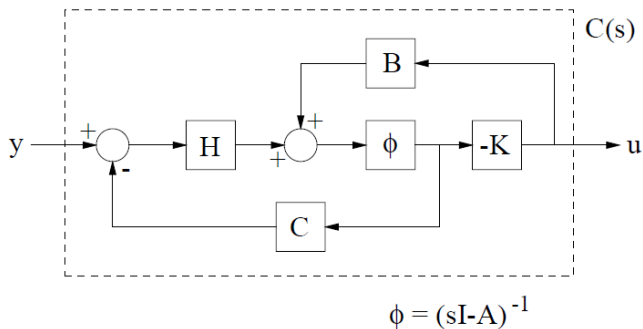 C(s)
B
+
+
y
H
+
ϕ
-K
u
-
C
ϕ = (sI-A)⁻¹